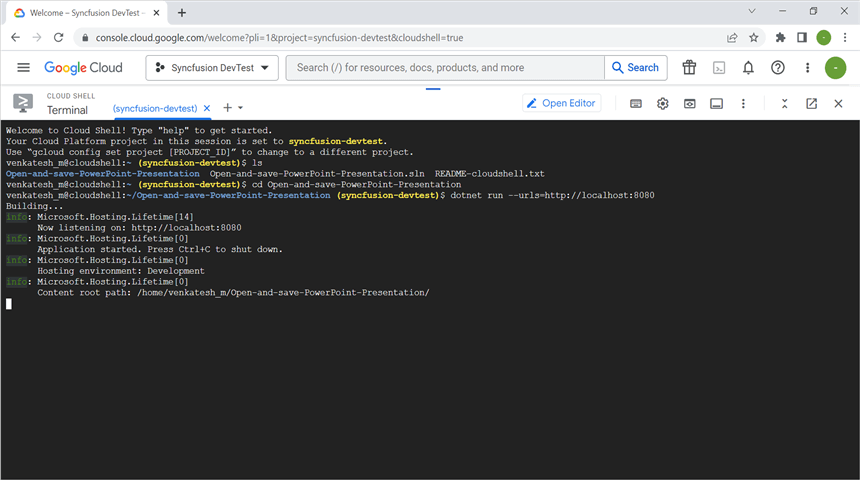 Welcome – Syncfusion DevTest –
console.cloud.google.com/welcome?pli=1&project=syncfusion-devtest&cloudshell=true
Google Cloud
Syncfusion DevTest
Search (/) for resources, docs, products, and more
Search
CLOUD SHELL
Terminal
(syncfusion-devtest)
Open Editor
Welcome to Cloud Shell! Type "help" to get started.
Your Cloud Platform project in this session is set to syncfusion-devtest.
Use “gcloud config set project [PROJECT_ID]” to change to a different project.
venkatesh_m@cloudshell:~ (syncfusion-devtest)$ ls
Open-and-save-PowerPoint-Presentation  Open-and-save-PowerPoint-Presentation.sln  README-cloudshell.txt
venkatesh_m@cloudshell:~ (syncfusion-devtest)$ cd Open-and-save-PowerPoint-Presentation
venkatesh_m@cloudshell:~/Open-and-save-PowerPoint-Presentation (syncfusion-devtest)$ dotnet run --urls=http://localhost:8080
Building...
info: Microsoft.Hosting.Lifetime[14]
Now listening on: http://localhost:8080
info: Microsoft.Hosting.Lifetime[0]
Application started. Press Ctrl+C to shut down.
info: Microsoft.Hosting.Lifetime[0]
Hosting environment: Development
info: Microsoft.Hosting.Lifetime[0]
Content root path: /home/venkatesh_m/Open-and-save-PowerPoint-Presentation/